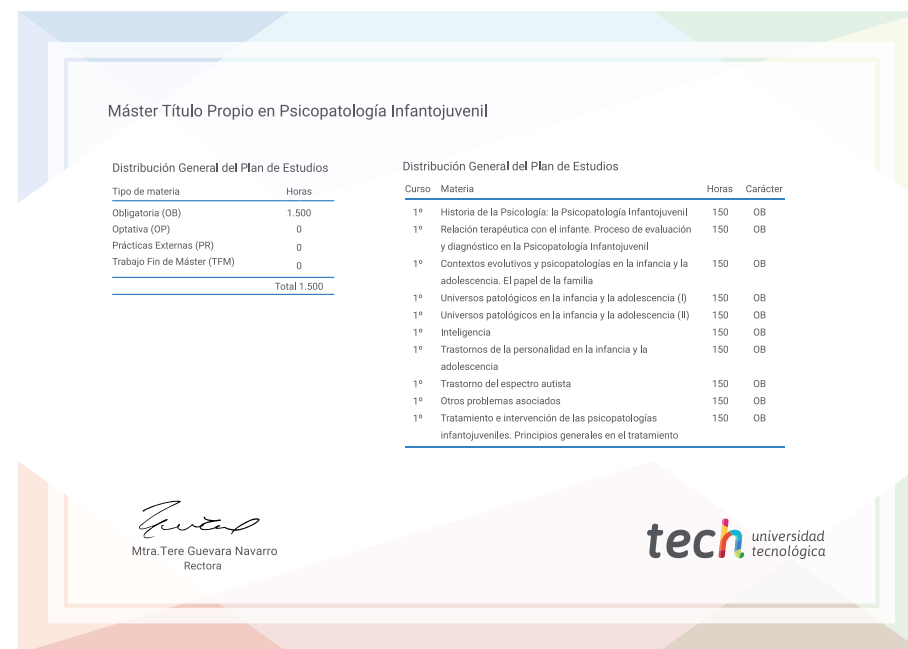 Máster Título Propio en Psicopatología Infantojuvenil
Distribución General del Plan de Estudios
Tipo de materia Horas
Obligatoria (OB) 1.500
Optativa (OP) 0
Prácticas Externas (PR) 0
Trabajo Fin de Máster (TFM) 0
Total 1.500
Distribución General del Plan de Estudios
Curso Materia Horas Carácter
1º Historia de la Psicología: la Psicopatología Infantojuvenil 150 OB
1º Relación terapéutica con el infante. Proceso de evaluación 150 OB
y diagnóstico en la Psicopatología Infantojuvenil
1º Contextos evolutivos y psicopatologías en la infancia y la 150 OB
adolescencia. El papel de la familia
1º Universos patológicos en la infancia y la adolescencia (I) 150 OB
1º Universos patológicos en la infancia y la adolescencia (II) 150 OB
1º Inteligencia 150 OB
1º Trastornos de la personalidad en la infancia y la 150 OB
adolescencia
1º Trastorno del espectro autista 150 OB
1º Otros problemas asociados 150 OB
1º Tratamiento e intervención de las psicopatologías 150 OB
infantojuveniles. Principios generales en el tratamiento
Mtra.Tere Guevara Navarro
Rectora
tech universidad
tecnológica